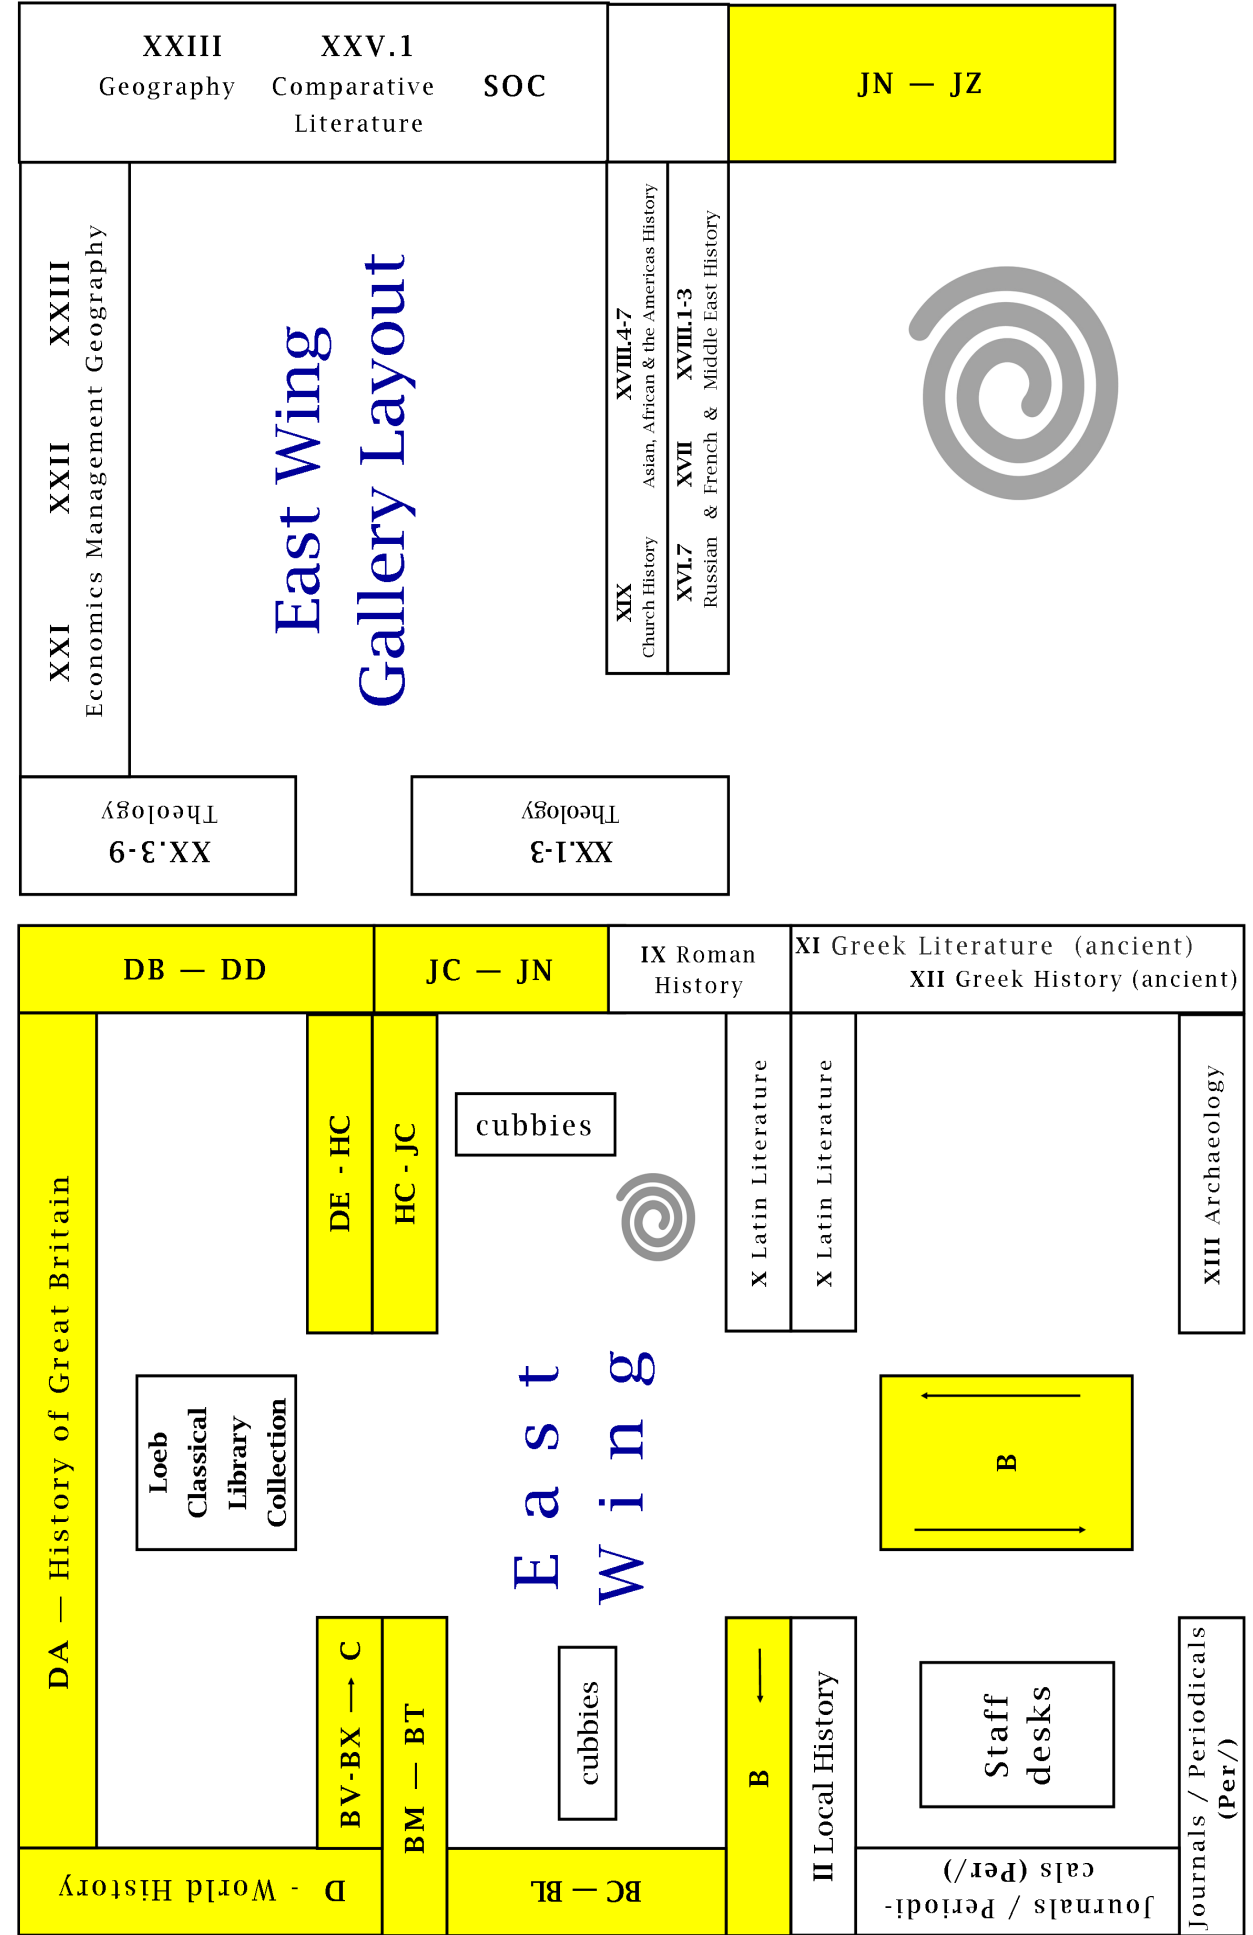 XXIII
Geography
XXV.1
Comparative
Literature
SOC
JN — JZ
XXI XXII XXIII
Economics Management Geography
East Wing
Gallery Layout
XIX XVIII.4-7
Church History Asian, African & the Americas History
XVI.7 XVII XVIII.1-3
Russian & French & Middle East History
Theology
XX.3-9
Theology
XX.1-3
DB — DD
JC — JN
IX Roman
History
XI Greek Literature (ancient)
XII Greek History (ancient)
DA — History of Great Britain
DE - HC
HC - JC
cubbies
X Latin Literature
X Latin Literature
XIII Archaeology
Loeb
Classical
Library
Collection
East
Wing
B
BV-BX → C
BM — BT
cubbies
B →
II Local History
Staff
desks
Journals / Periodicals
(Per/)
D - World History
BC — BL
Journals / Periodi-
cals (Per/)